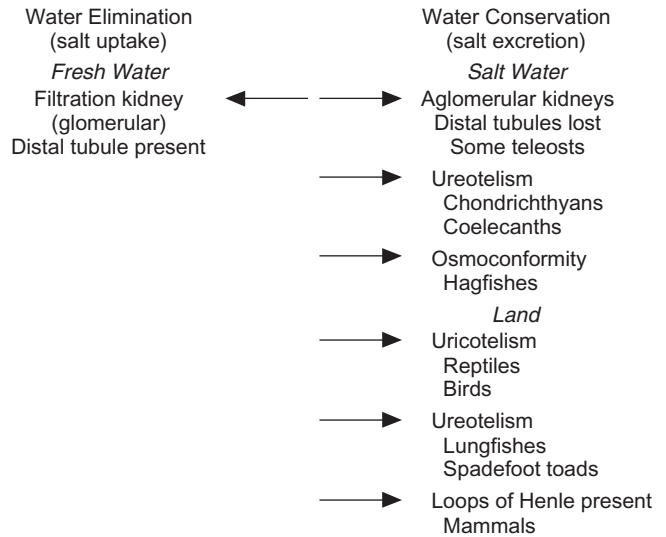 Water Elimination
(salt uptake)
Fresh Water
Filtration kidney
(glomerular)
Distal tubule present
Water Conservation
(salt excretion)
Salt Water
Aglomerular kidneys
Distal tubules lost
Some teleosts
Ureotelism
Chondrichthyans
Coelecanths
Osmoconformity
Hagfishes
Land
Uricotelism
Reptiles
Birds
Ureotelism
Lungfishes
Spadefoot toads
Loops of Henle present
Mammals